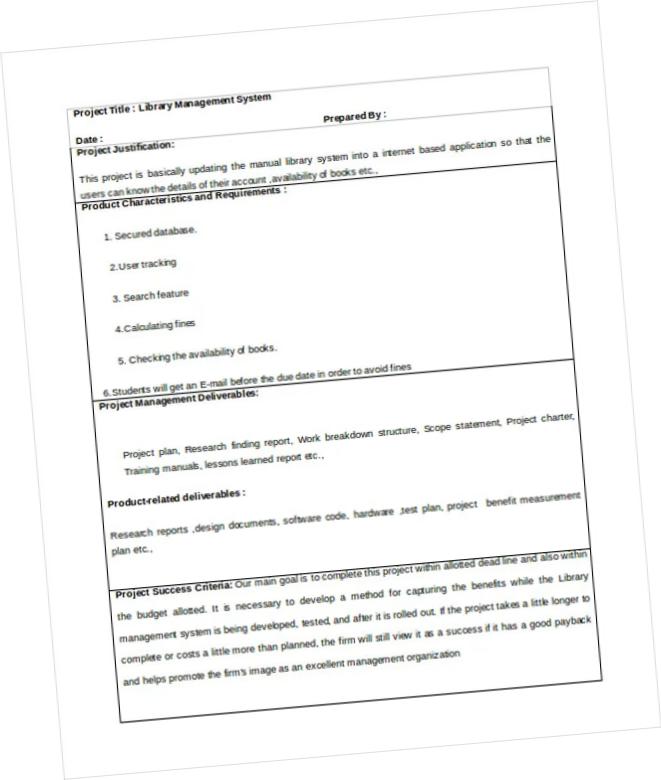 Project Title : Library Management System
Date :
Prepared By :
Project Justification:
This project is basically updating the manual library system into a internet based application so that the
users can know the details of their account ,availability of books etc.,
Product Characteristics and Requirements :
1. Secured database.
2.User tracking
3. Search feature
4.Calculating fines
5. Checking the availability of books.
6.Students will get an E-mail before the due date in order to avoid fines
Project Management Deliverables:
Project plan, Research finding report, Work breakdown structure, Scope statement, Project charter,
Training manuals, lessons learned report etc.,
Product-related deliverables :
Research reports ,design documents, software code, hardware ,test plan, project benefit measurement
plan etc.,
Project Success Criteria: Our main goal is to complete this project within allotted dead line and also within
the budget allotted. It is necessary to develop a method for capturing the benefits while the Library
management system is being developed, tested, and after it is rolled out. If the project takes a little longer to
complete or costs a little more than planned, the firm will still view it as a success if it has a good payback
and helps promote the firm's image as an excellent management organization